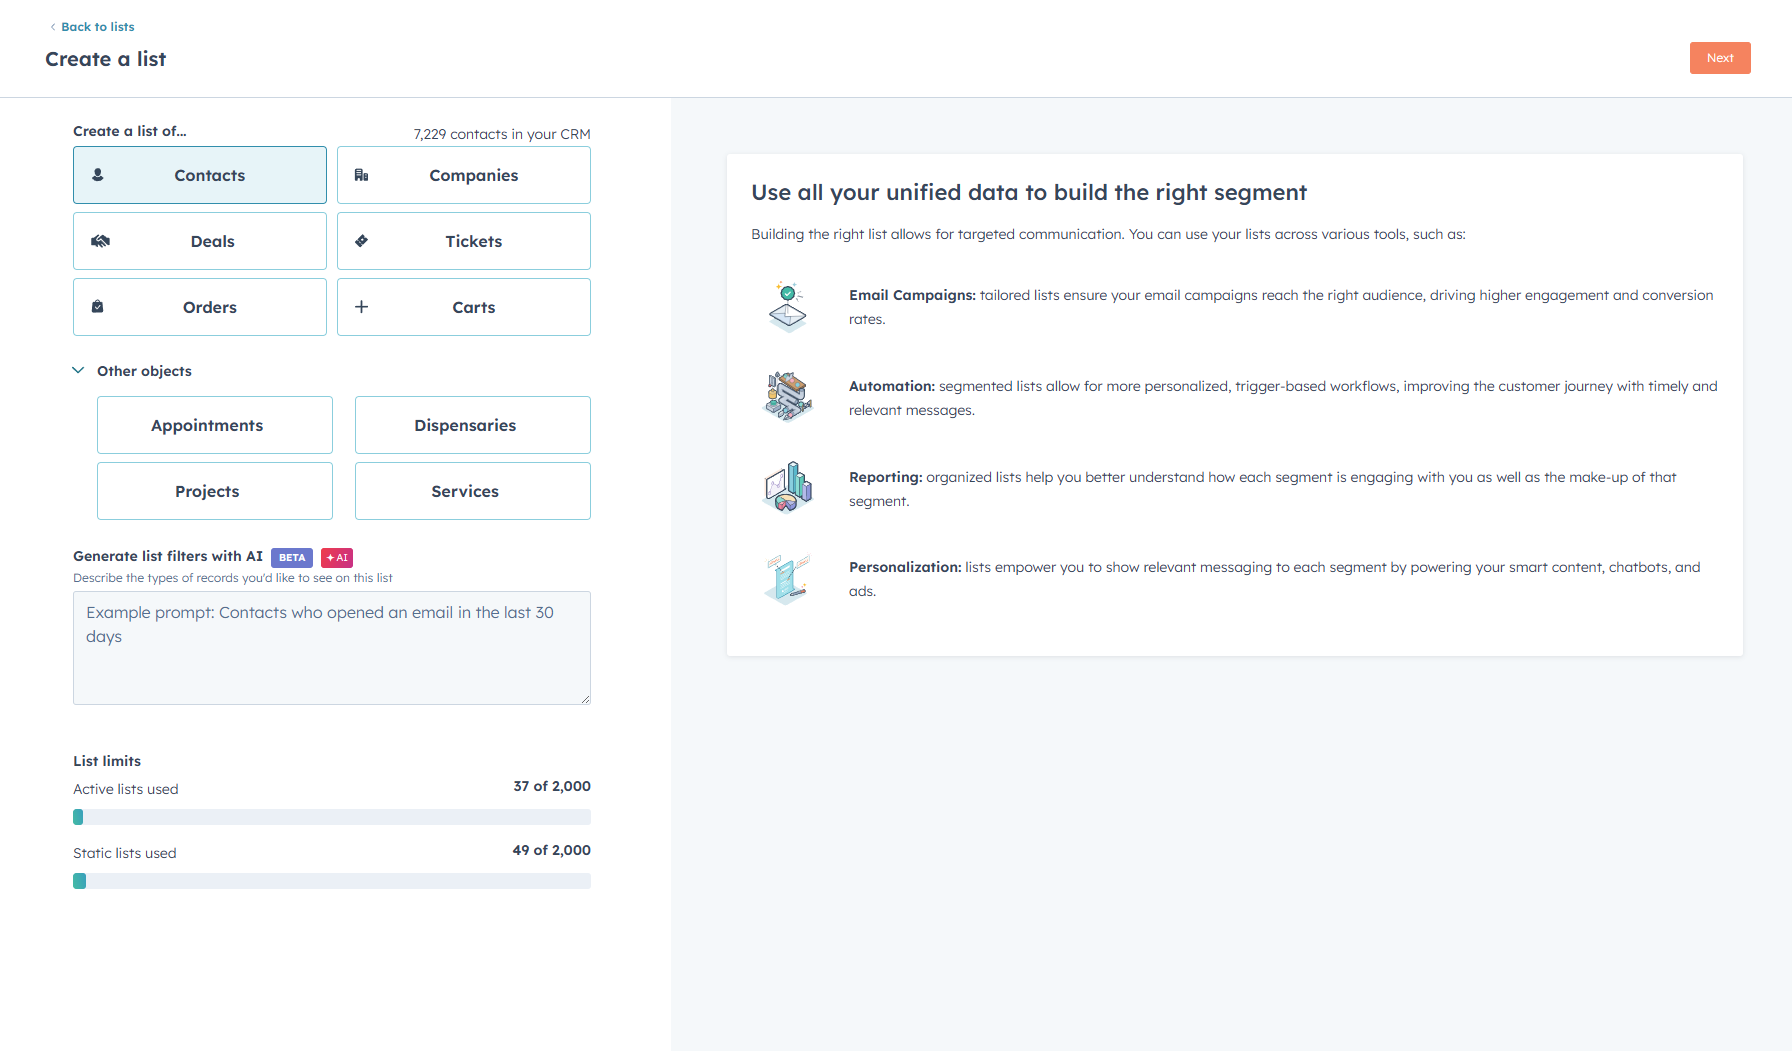 Back to lists
Create a list
Next
Create a list of...
7,229 contacts in your CRM
Contacts
Companies
Deals
Tickets
Orders
Carts
Other objects
Appointments
Dispensaries
Projects
Services
Generate list filters with AI BETA AI
Describe the types of records you'd like to see on this list
Example prompt: Contacts who opened an email in the last 30
days
List limits
Active lists used
37 of 2,000
Static lists used
49 of 2,000
Use all your unified data to build the right segment
Building the right list allows for targeted communication. You can use your lists across various tools, such as:
Email Campaigns: tailored lists ensure your email campaigns reach the right audience, driving higher engagement and conversion
rates.
Automation: segmented lists allow for more personalized, trigger-based workflows, improving the customer journey with timely and
relevant messages.
Reporting: organized lists help you better understand how each segment is engaging with you as well as the make-up of that
segment.
Personalization: lists empower you to show relevant messaging to each segment by powering your smart content, chatbots, and
ads.